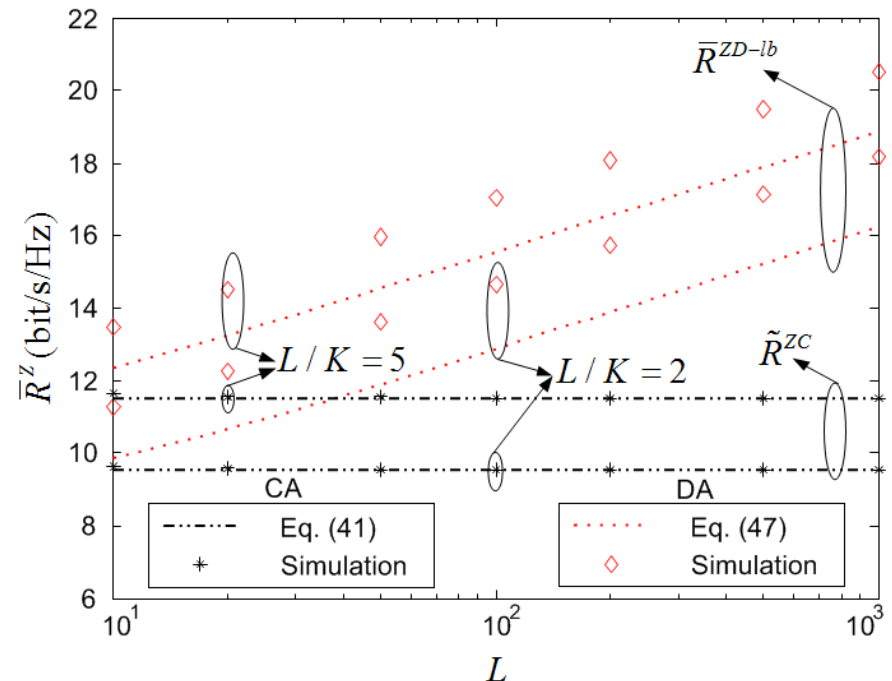 22
20
18
16
14
12
10
8
6
R̅^Z (bit/s/Hz)
R̅^{ZD-lb}
L / K = 5
L / K = 2
R̃^{ZC}
CA
Eq. (41)
Simulation
DA
Eq. (47)
Simulation
10^1
10^2
10^3
L